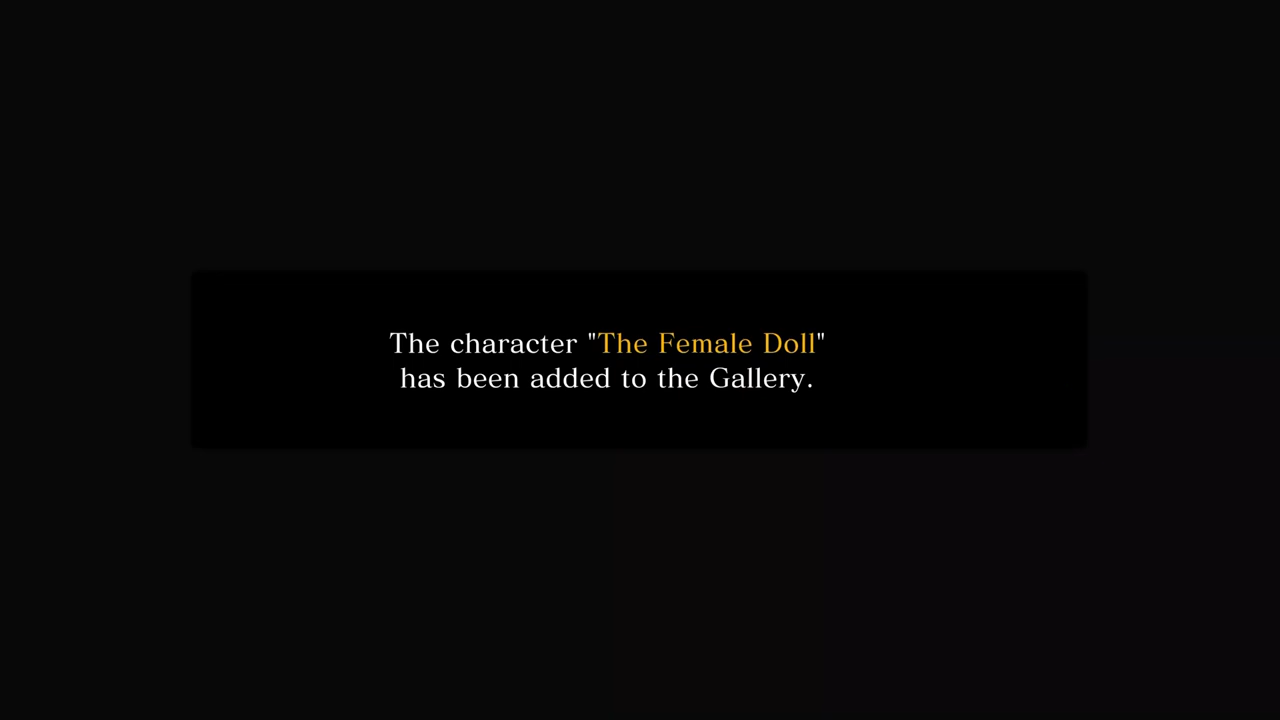 The character "The Female Doll"
has been added to the Gallery.